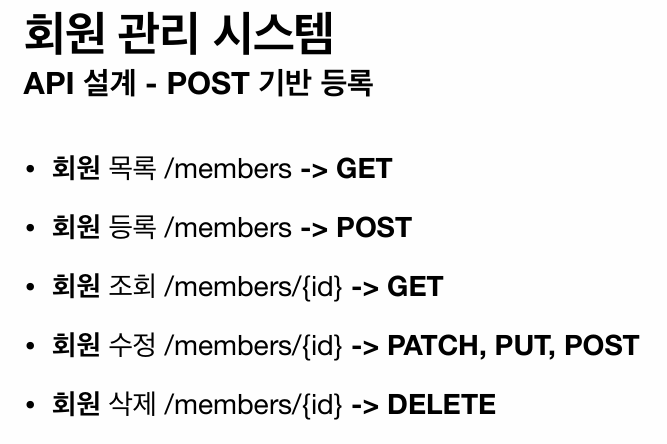 회원 관리 시스템
API 설계 - POST 기반 등록
• 회원 목록 /members -> GET
• 회원 등록 /members -> POST
• 회원 조회 /members/{id} -> GET
• 회원 수정 /members/{id} -> PATCH, PUT, POST
• 회원 삭제 /members/{id} -> DELETE